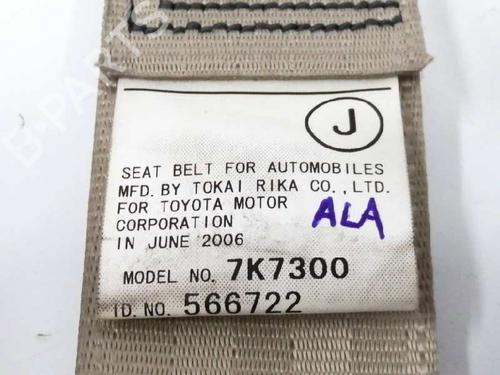 B-PARTS
J
SEAT BELT FOR AUTOMOBILES
MFD. BY TOKAI RIKA CO., LTD.
FOR TOYOTA MOTOR
CORPORATION
ALA
IN JUNE 2006
MODEL NO. 7K7300
ID. NO. 566722